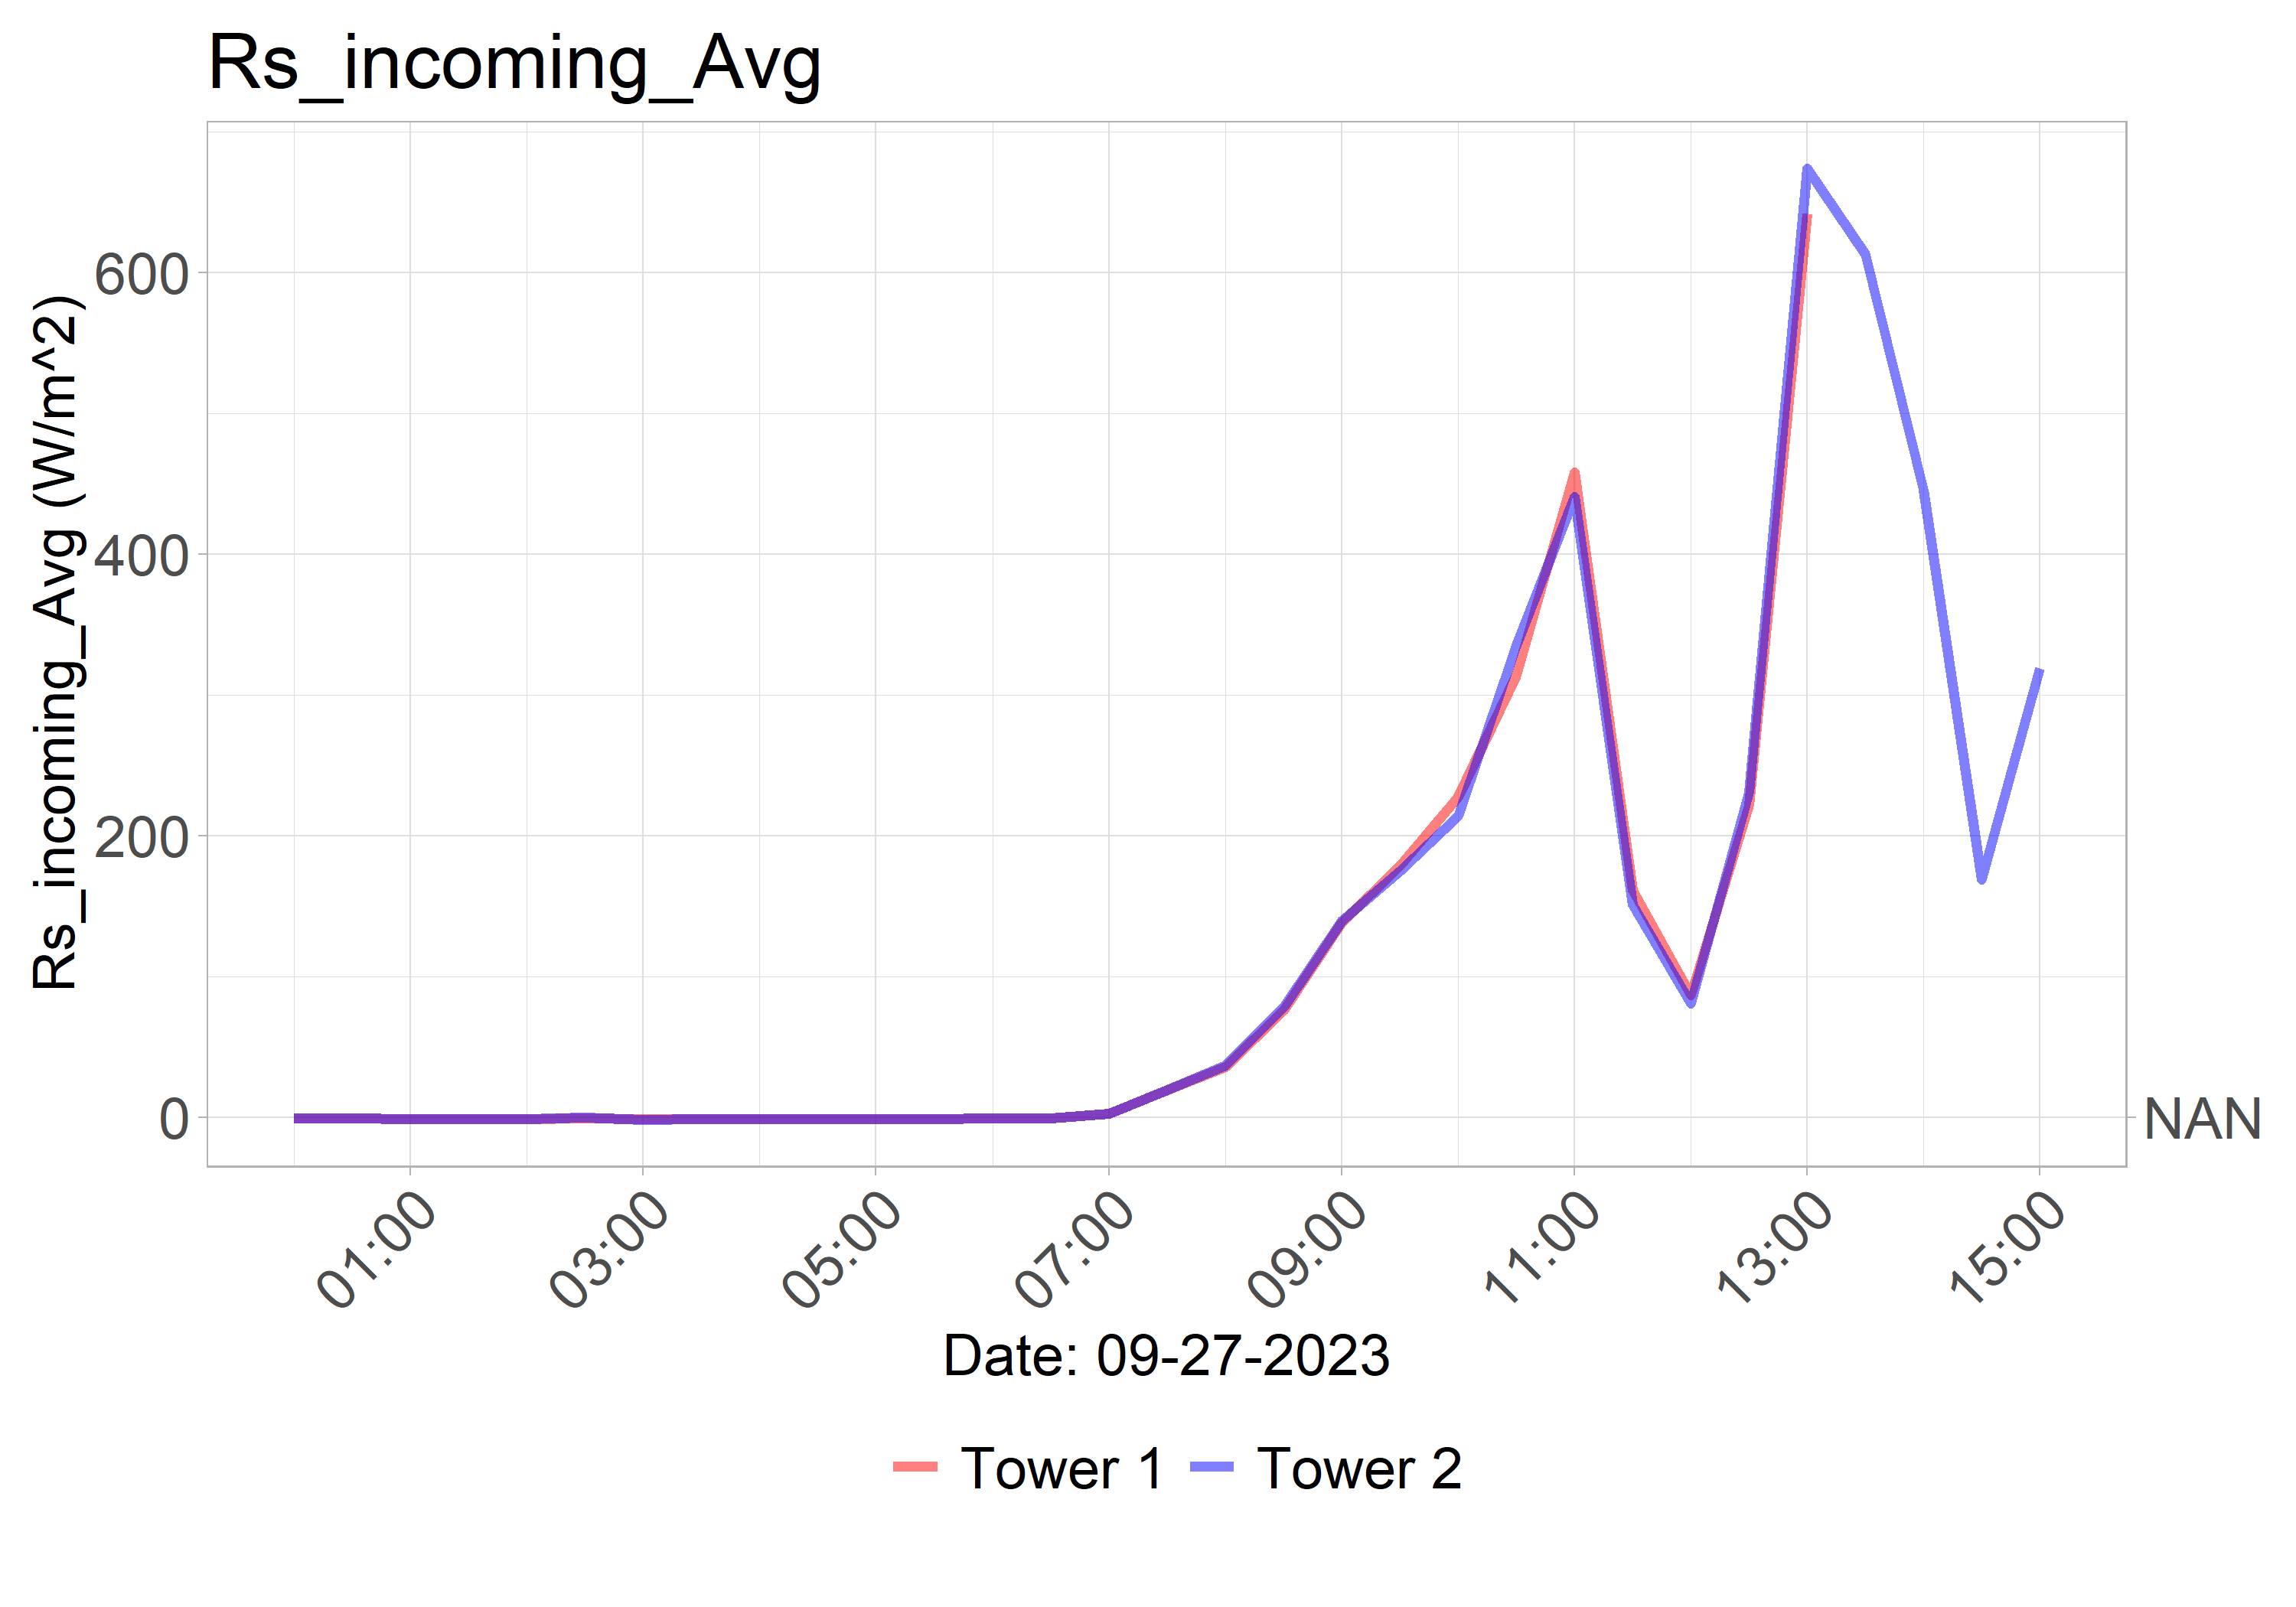 Rs_incoming_Avg
Rs_incoming_Avg (W/m^2)
600
400
200
0
NAN
01:00
03:00
05:00
07:00
09:00
11:00
13:00
15:00
Date: 09-27-2023
Tower 1
Tower 2